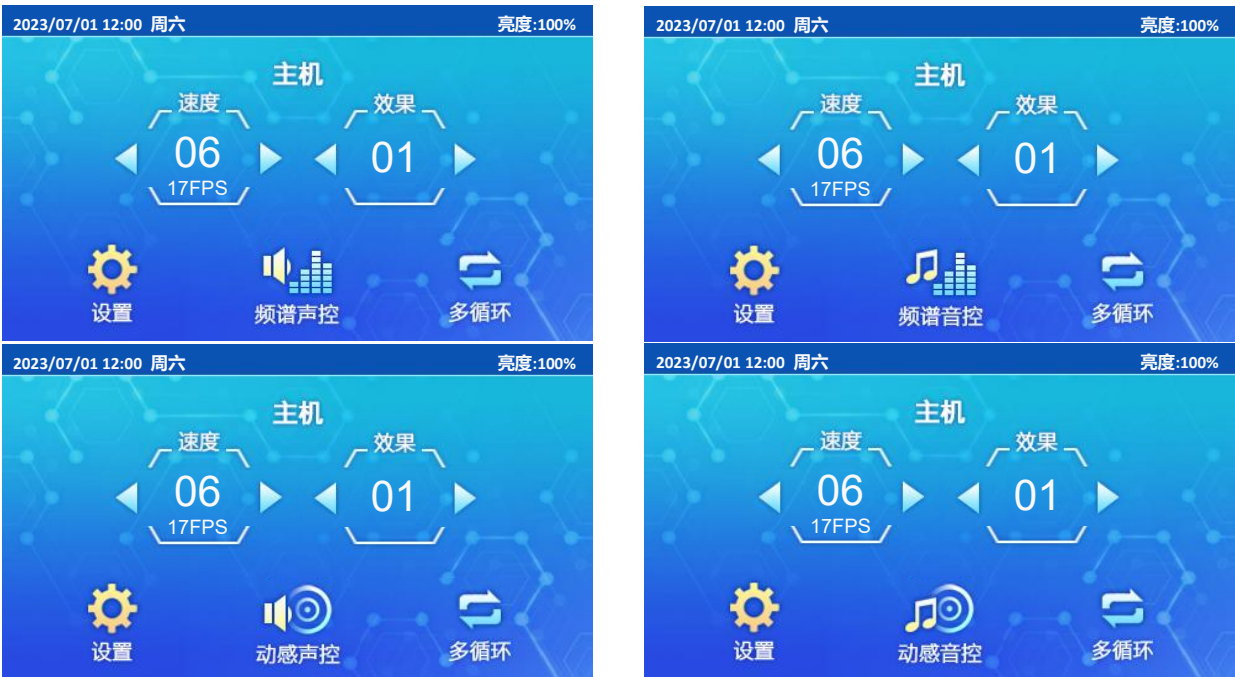 2023/07/01 12:00 周六 亮度:100%
主机
速度 效果
06 01
17FPS
设置 频谱声控 多循环
2023/07/01 12:00 周六 亮度:100%
主机
速度 效果
06 01
17FPS
设置 频谱音控 多循环
2023/07/01 12:00 周六 亮度:100%
主机
速度 效果
06 01
17FPS
设置 动感声控 多循环
2023/07/01 12:00 周六 亮度:100%
主机
速度 效果
06 01
17FPS
设置 动感音控 多循环